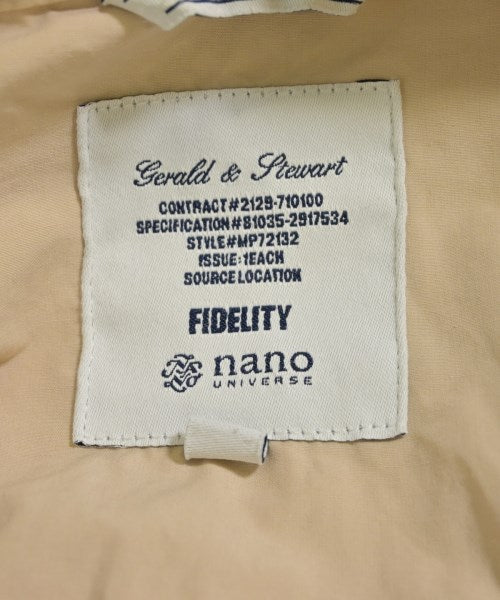 Gerald & Stewart
CONTRACT#2129-710100
SPECIFICATION#81035-2917534
STYLE#MP72132
ISSUE:1EACH
SOURCE LOCATION
FIDELITY
nano
UNIVERSE